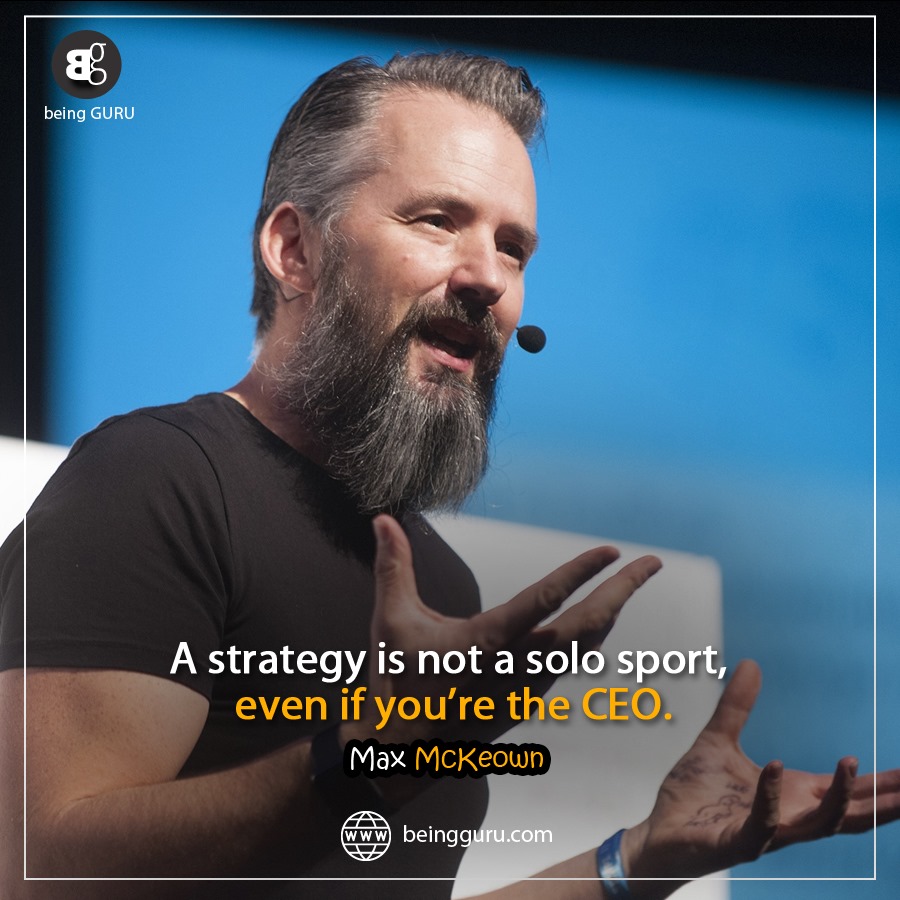 Bg
being GURU
A strategy is not a solo sport,
even if you’re the CEO.
Max McKeown
www beingguru.com